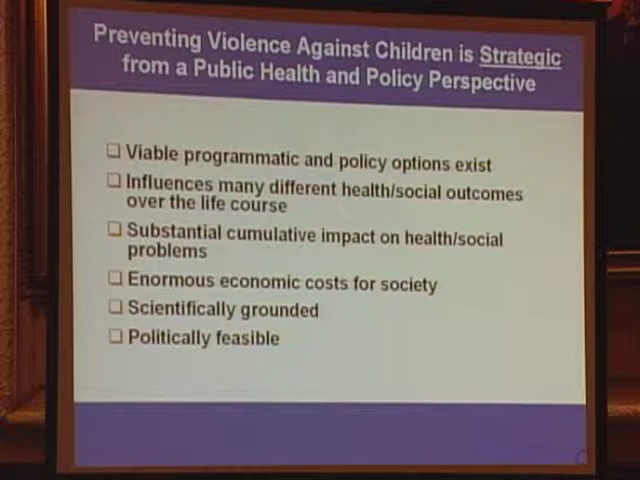 Preventing Violence Against Children is Strategic
from a Public Health and Policy Perspective
❑ Viable programmatic and policy options exist
❑ Influences many different health/social outcomes
over the life course
❑ Substantial cumulative impact on health/social
problems
❑ Enormous economic costs for society
❑ Scientifically grounded
❑ Politically feasible